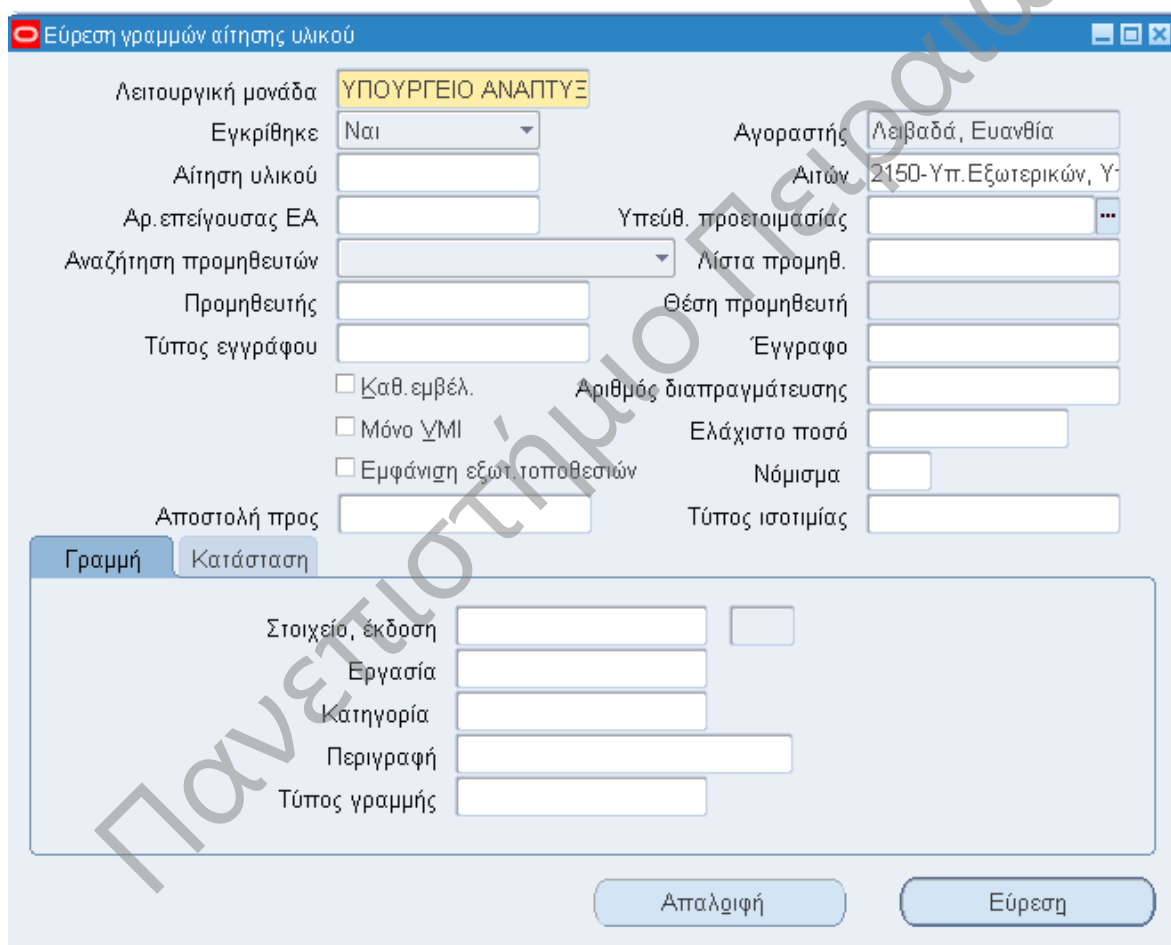 Εύρεση γραμμών αίτησης υλικού
Λειτουργική μονάδα ΥΠΟΥΡΓΕΙΟ ΑΝΑΠΤΥΞ
Εγκρίθηκε Ναι Αγοραστής Λειβαδά, Ευανθία
Αίτηση υλικού Αιτών 2150-Υπ.Εξωτερικών,
Αρ.επείγουσας ΕΑ Υπεύθ. προετοιμασίας
Αναζήτηση προμηθευτών Λίστα προμηθ.
Προμηθευτής Θέση προμηθευτή
Τύπος εγγράφου Έγγραφο
Καθ.εμβέλ. Αριθμός διαπραγμάτευσης
Μόνο VMI Ελάχιστο ποσό
Εμφάνιση εξωτ.τοποθεσιών Νόμισμα
Αποστολή προς Τύπος ισοτιμίας
Γραμμή Κατάσταση
Στοιχείο, έκδοση
Εργασία
Κατηγορία
Περιγραφή
Τύπος γραμμής
Απαλοιφή Εύρεση
Πανεπιστήμιο